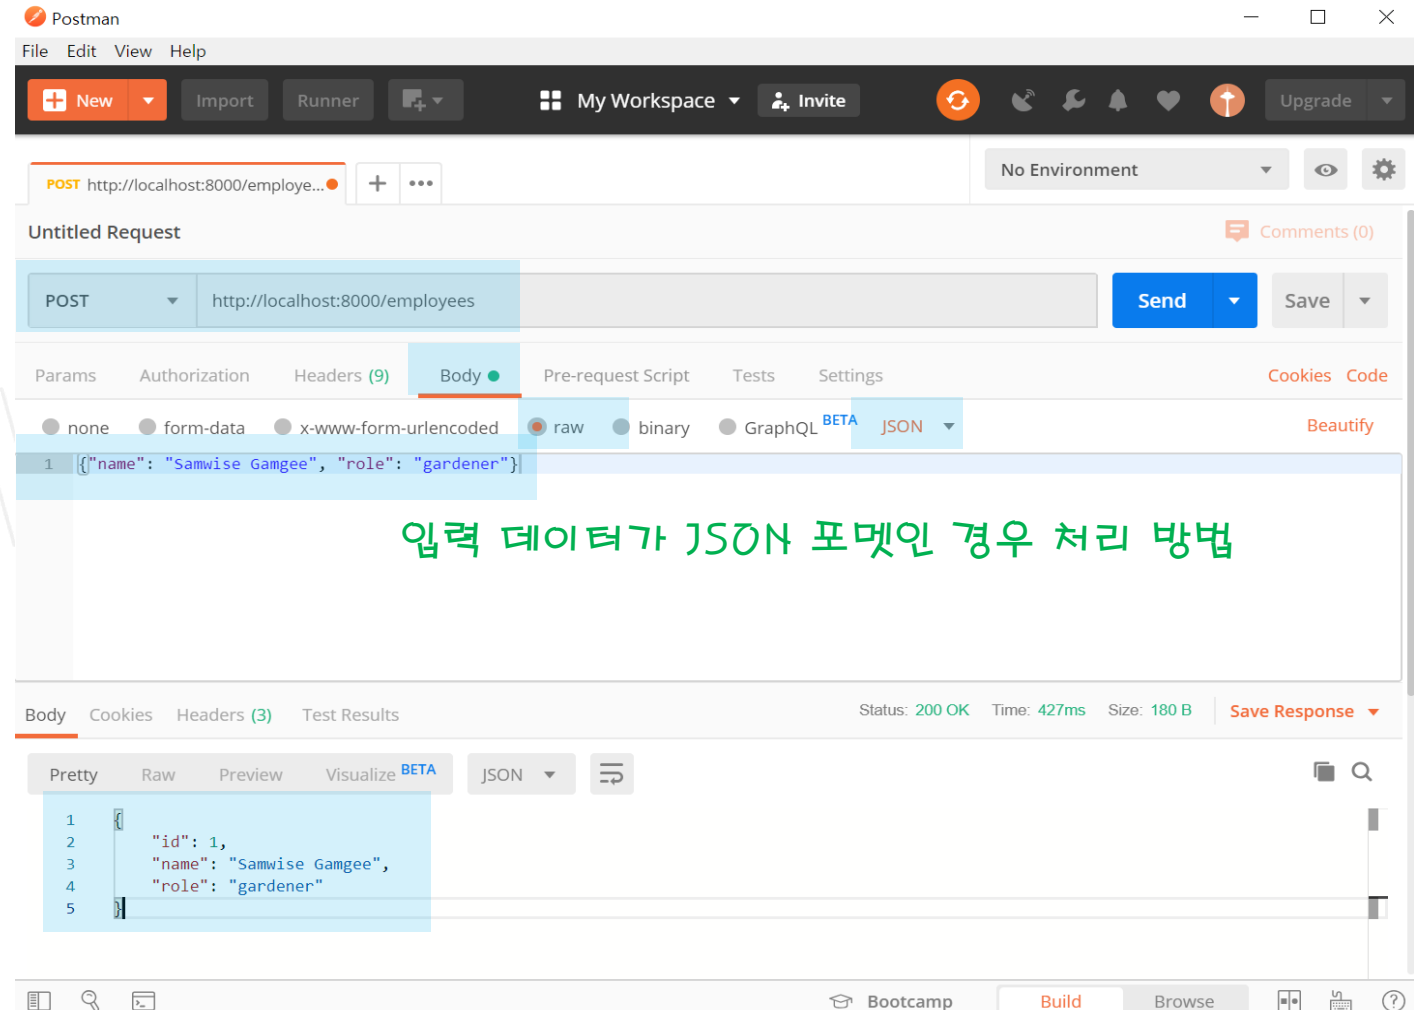 Postman
File Edit View Help
New Import Runner My Workspace Invite Upgrade
POST http://localhost:8000/employe... No Environment
Untitled Request Comments (0)
POST http://localhost:8000/employees Send Save
Params Authorization Headers (9) Body Pre-request Script Tests Settings Cookies Code
none form-data x-www-form-urlencoded raw binary GraphQL BETA JSON Beautify
1 {"name": "Samwise Gamgee", "role": "gardener"}
입력 데이터가 JSON 포멧인 경우 처리 방법
Body Cookies Headers (3) Test Results Status: 200 OK Time: 427ms Size: 180 B Save Response
Pretty Raw Preview Visualize BETA JSON
1 {
2 "id": 1,
3 "name": "Samwise Gamgee",
4 "role": "gardener"
5 }
Bootcamp Build Browse